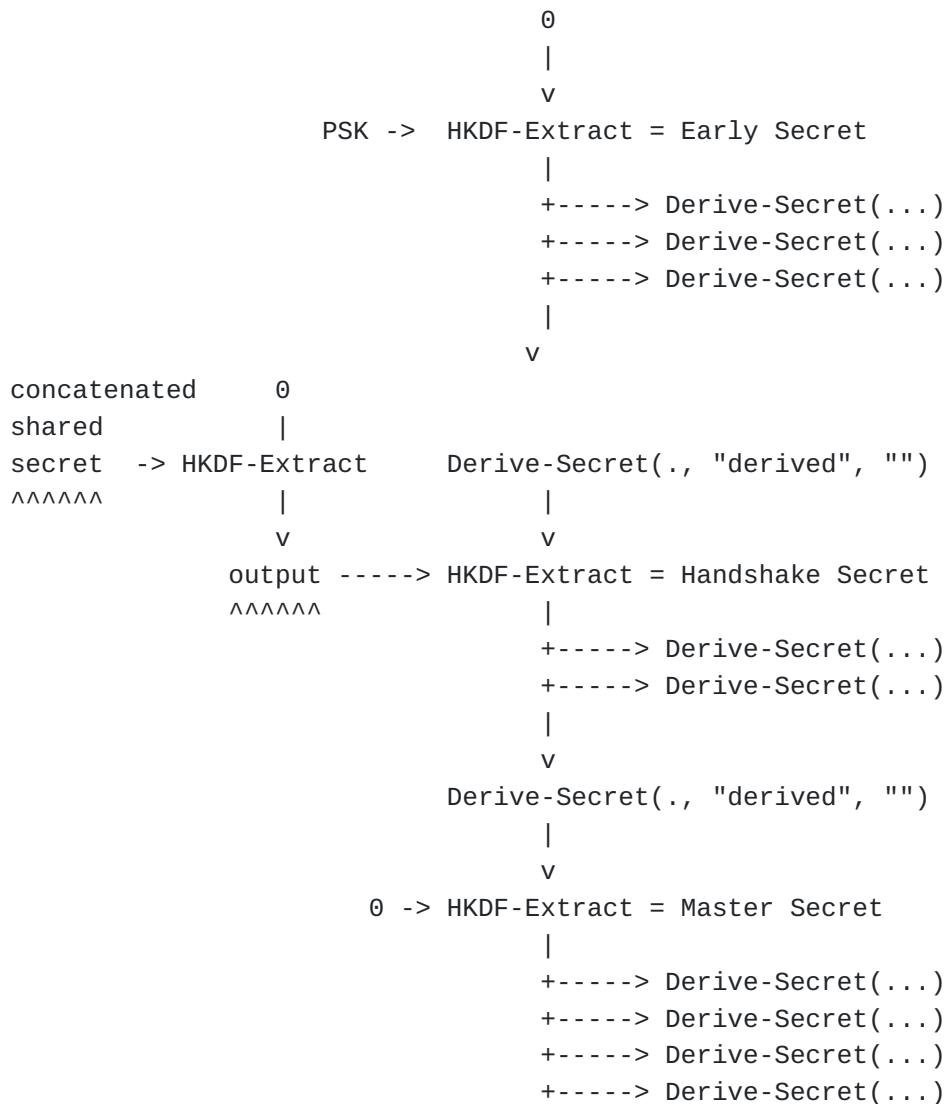 0
                                  |
                                  v
                    PSK ->  HKDF-Extract = Early Secret
                                  |
                                  +-----> Derive-Secret(...)
                                  +-----> Derive-Secret(...)
                                  +-----> Derive-Secret(...)
                                  |
                                 v
concatenated     0
shared           |
secret  -> HKDF-Extract     Derive-Secret(., "derived", "")
^^^^^^           |                |
                 v                v
              output -----> HKDF-Extract = Handshake Secret
              ^^^^^^              |
                                  +-----> Derive-Secret(...)
                                  +-----> Derive-Secret(...)
                                  |
                                  v
                            Derive-Secret(., "derived", "")
                                  |
                                  v
                       0 -> HKDF-Extract = Master Secret
                                  |
                                  +-----> Derive-Secret(...)
                                  +-----> Derive-Secret(...)
                                  +-----> Derive-Secret(...)
                                  +-----> Derive-Secret(...)